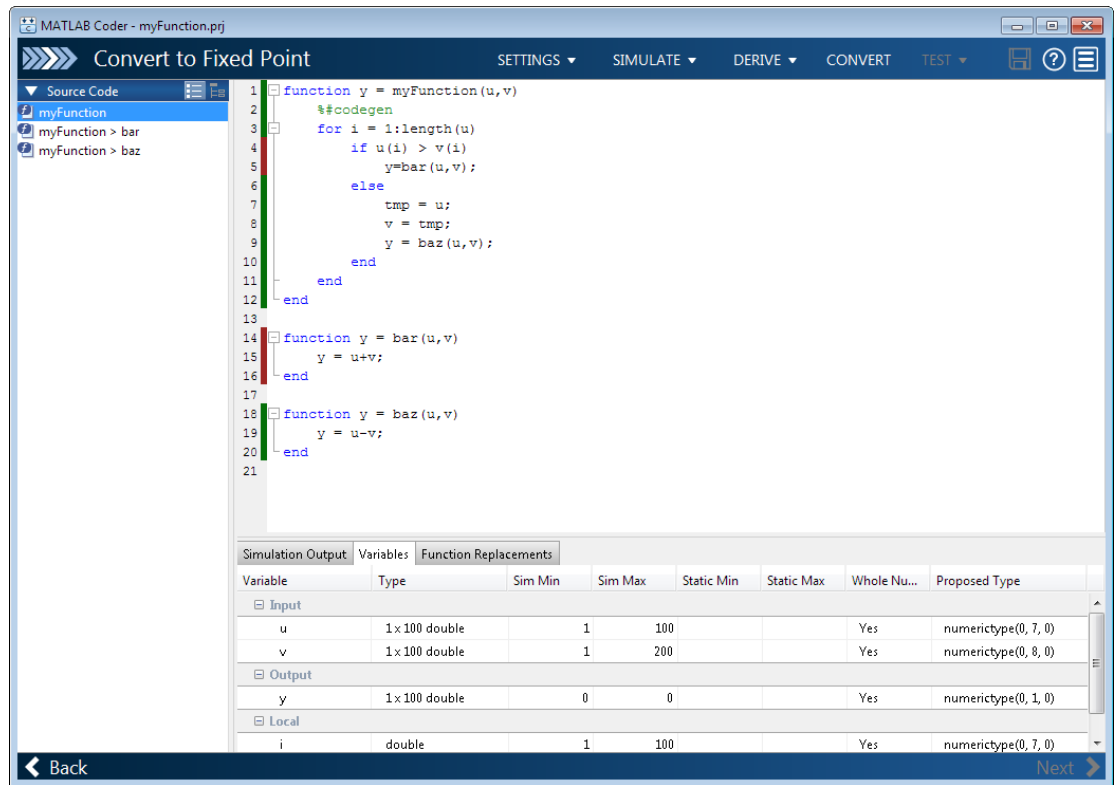 MATLAB Coder - myFunction.prj
Convert to Fixed Point SETTINGS SIMULATE DERIVE CONVERT TEST
Source Code
myFunction
myFunction > bar
myFunction > baz
1 function y = myFunction(u,v)
2 %#codegen
3 for i = 1:length(u)
4 if u(i) > v(i)
5 y=bar(u,v);
6 else
7 tmp = u;
8 v = tmp;
9 y = baz(u,v);
10 end
11 end
12 end
13
14 function y = bar(u,v)
15 y = u+v;
16 end
17
18 function y = baz(u,v)
19 y = u-v;
20 end
21
Simulation Output Variables Function Replacements
Variable Type Sim Min Sim Max Static Min Static Max Whole Nu... Proposed Type
Input
u 1 x 100 double 1 100 Yes numerictype(0, 7, 0)
v 1 x 100 double 1 200 Yes numerictype(0, 8, 0)
Output
y 1 x 100 double 0 0 Yes numerictype(0, 1, 0)
Local
i double 1 100 Yes numerictype(0, 7, 0)
Back Next